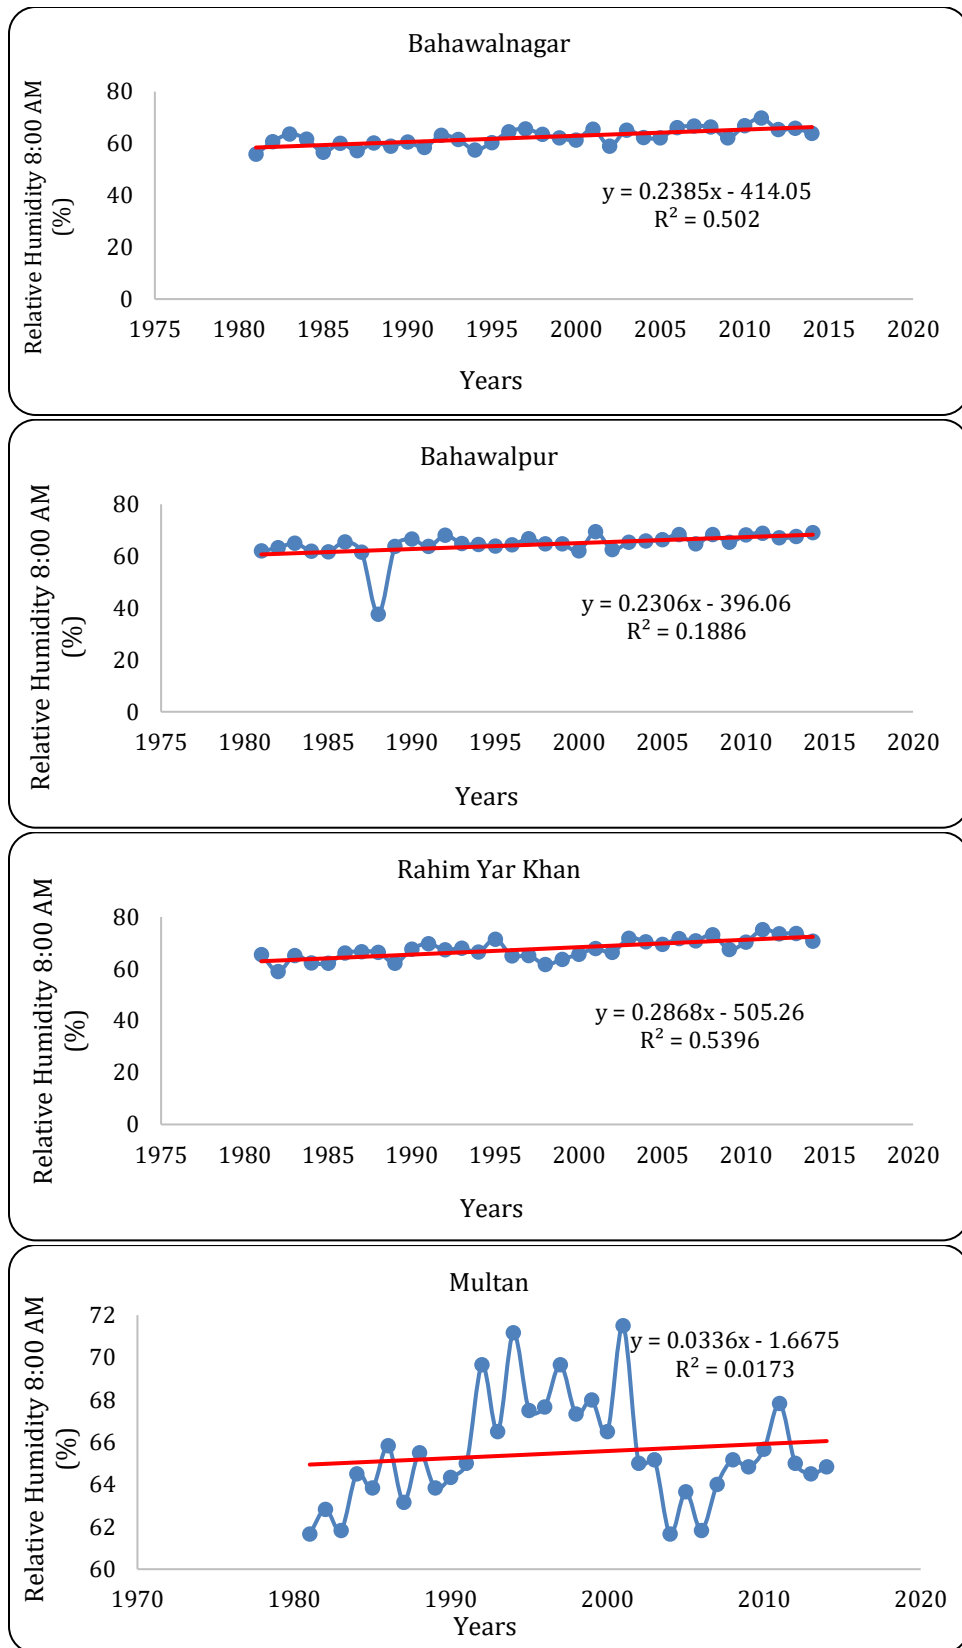 Bahawalnagar
Relative Humidity 8:00 AM
(%)
80
60
40
20
0
y = 0.2385x - 414.05
R² = 0.502
1975 1980 1985 1990 1995 2000 2005 2010 2015 2020
Years
Bahawalpur
Relative Humidity 8:00 AM
(%)
80
60
40
20
0
y = 0.2306x - 396.06
R² = 0.1886
1975 1980 1985 1990 1995 2000 2005 2010 2015 2020
Years
Rahim Yar Khan
Relative Humidity 8:00 AM
(%)
80
60
40
20
0
y = 0.2868x - 505.26
R² = 0.5396
1975 1980 1985 1990 1995 2000 2005 2010 2015 2020
Years
Multan
Relative Humidity 8:00 AM
(%)
72
70
68
66
64
62
60
y = 0.0336x - 1.6675
R² = 0.0173
1970 1980 1990 2000 2010 2020
Years